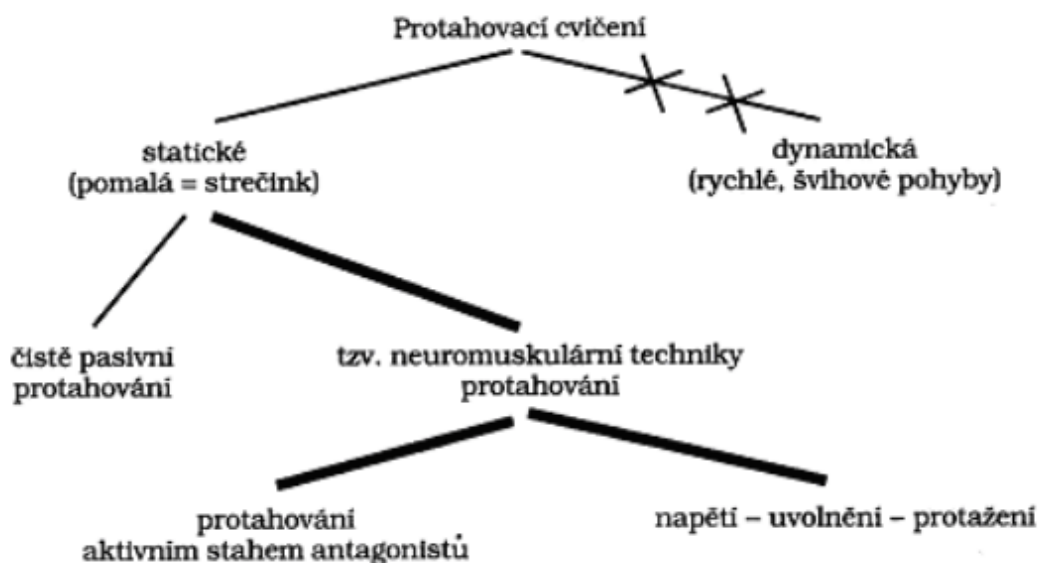 Protahovací cvičení
statické
(pomalá = strečink)
dynamická
(rychlé, švihové pohyby)
čistě pasivní
protahování
tzv. neuromuskulární techniky
protahování
protahování
aktivním stahem antagonistů
napětí – uvolnění – protažení